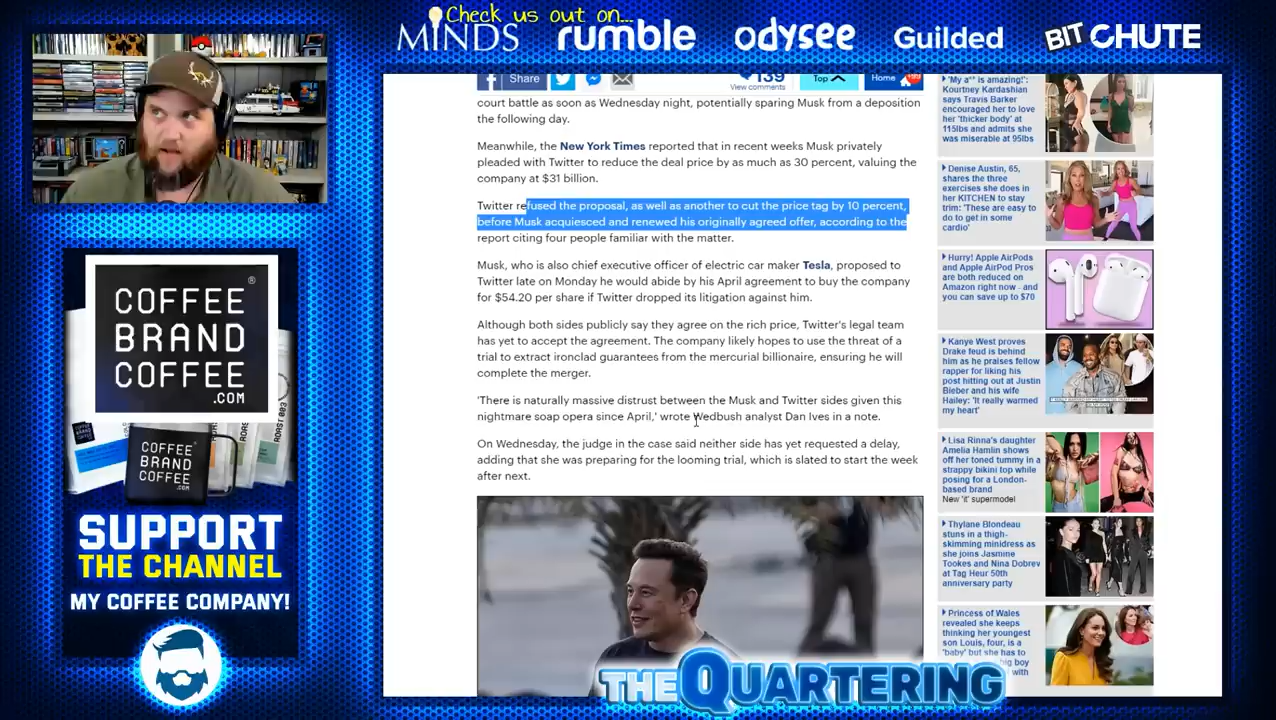 Check us out on...
MINDS
rumble
odysee
Guilded
BITCHUTE
COFFEE
BRAND
COFFEE
.COM
®
COFFEE
BRAND
COFFEE
.COM
SUPPORT
THE CHANNEL
MY COFFEE COMPANY!
Share
139
View comments
Top
Home
court battle as soon as Wednesday night, potentially sparing Musk from a deposition
the following day.
Meanwhile, the New York Times reported that in recent weeks Musk privately
pleaded with Twitter to reduce the deal price by as much as 30 percent, valuing the
company at $31 billion.
Twitter refused the proposal, as well as another to cut the price tag by 10 percent,
before Musk acquiesced and renewed his originally agreed offer, according to the
report citing four people familiar with the matter.
Musk, who is also chief executive officer of electric car maker Tesla, proposed to
Twitter late on Monday he would abide by his April agreement to buy the company
for $54.20 per share if Twitter dropped its litigation against him.
Although both sides publicly say they agree on the rich price, Twitter's legal team
has yet to accept the agreement. The company likely hopes to use the threat of a
trial to extract ironclad guarantees from the mercurial billionaire, ensuring he will
complete the merger.
'There is naturally massive distrust between the Musk and Twitter sides given this
nightmare soap opera since April,' wrote Wedbush analyst Dan Ives in a note.
On Wednesday, the judge in the case said neither side has yet requested a delay,
adding that she was preparing for the looming trial, which is slated to start the week
after next.
'My a** is amazing!':
Kourtney Kardashian
says Travis Barker
encouraged her to love
her 'thicker body' at
115lbs and admits she
was miserable at 95lbs
Denise Austin, 65,
shares the three
exercises she does in
her KITCHEN to stay
trim: 'These are easy to
do to get in some
cardio'
Hurry! Apple AirPods
and Apple AirPod Pros
are both reduced on
Amazon right now - and
you can save up to $70
Kanye West proves
Drake feud is behind
him as he praises fellow
rapper for liking his
post hitting out at Justin
Bieber and his wife
Hailey: 'It really warmed
my heart'
Lisa Rinna's daughter
Amelia Hamlin shows
off her toned tummy in a
strappy bikini top while
posing for a London-
based brand
New 'it' supermodel
Thylane Blondeau
stuns in a thigh-
skimming minidress as
she joins Jasmine
Tookes and Nina Dobrev
at Tag Heur 50th
anniversary party
Princess of Wales
revealed she keeps
thinking her youngest
son Louis, four, is a
'baby' but she has to
big boy
with
THE QUARTERING